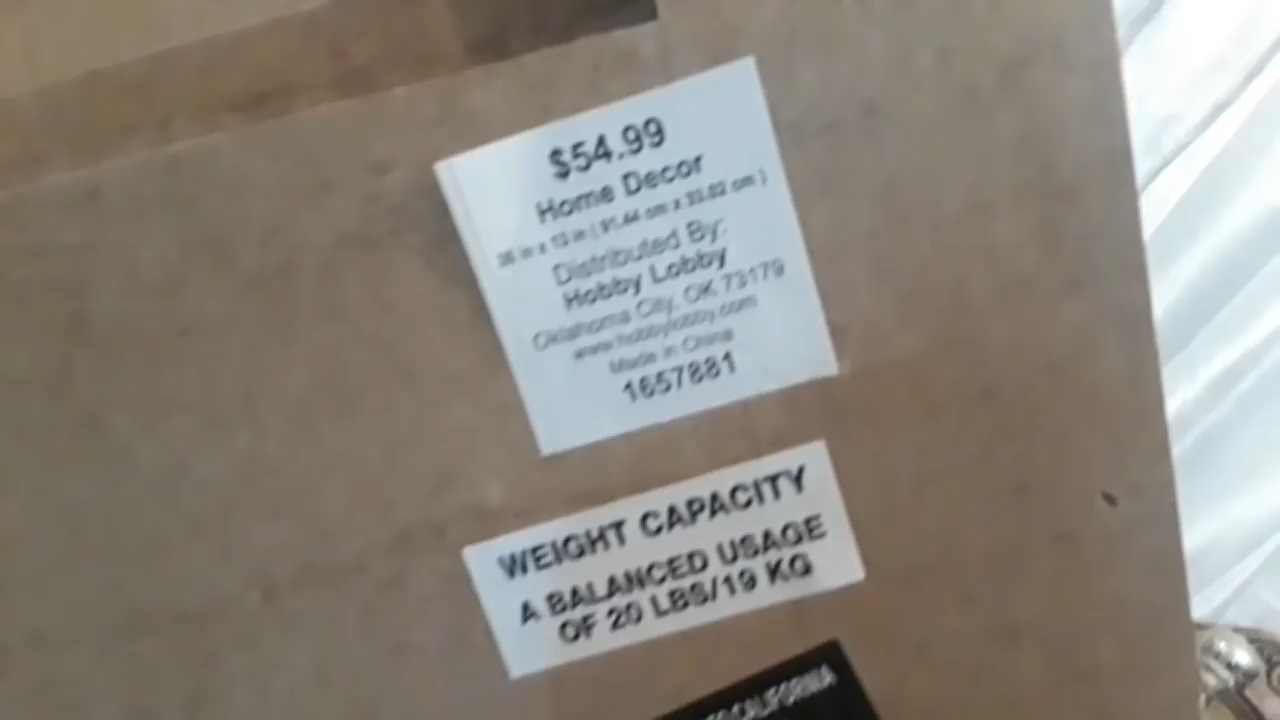 $54.99
Home Decor
36 in x 13 in ( 91.44 cm x 33.02 cm )
Distributed By:
Hobby Lobby
Oklahoma City, OK 73179
www.hobbylobby.com
Made in China
1657881
WEIGHT CAPACITY
A BALANCED USAGE
OF 20 LBS/19 KG
CALIFORNIA